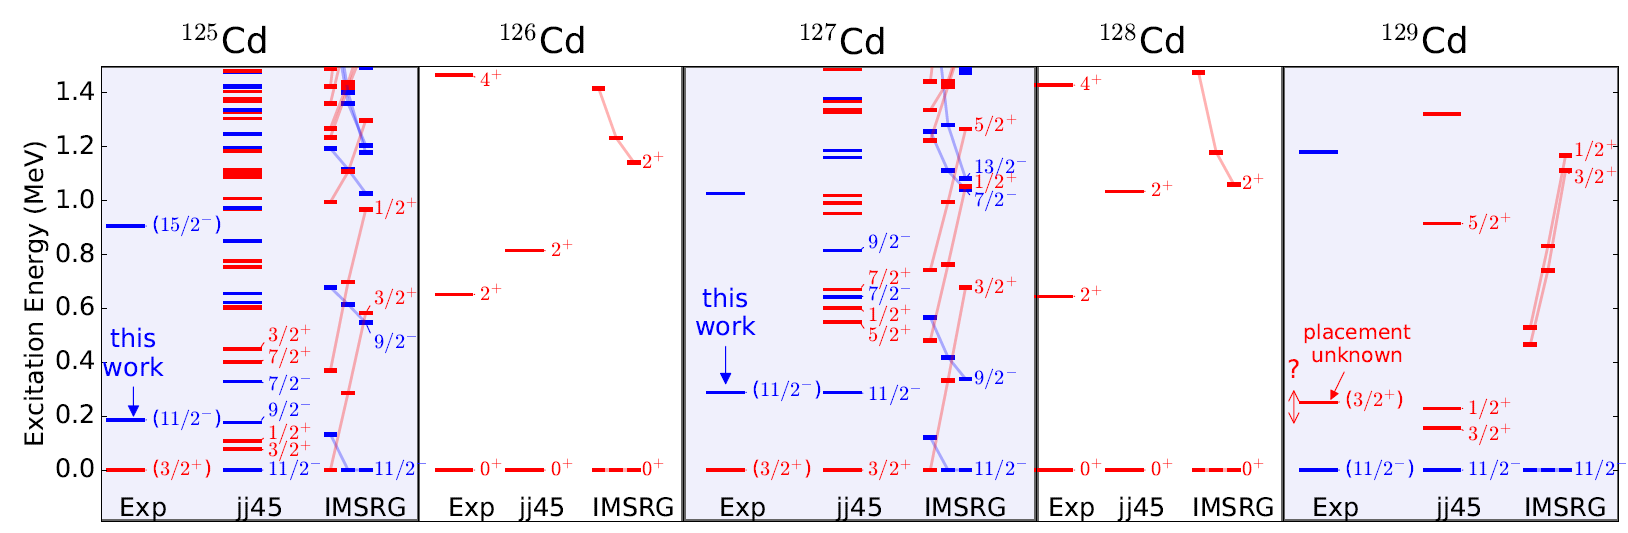 ¹²⁵Cd
¹²⁶Cd
¹²⁷Cd
¹²⁸Cd
¹²⁹Cd
Excitation Energy (MeV)
1.4
1.2
1.0
0.8
0.6
0.4
0.2
0.0
(15/2⁻)
this
work
(11/2⁻)
(3/2⁺)
3/2⁺
7/2⁺
7/2⁻
9/2⁻
1/2⁺
3/2⁺
11/2⁻
1/2⁺
3/2⁺
9/2⁻
11/2⁻
Exp
jj45
IMSRG
4⁺
2⁺
0⁺
2⁺
0⁺
2⁺
0⁺
Exp
jj45
IMSRG
this
work
(11/2⁻)
(3/2⁺)
9/2⁻
7/2⁺
7/2⁻
1/2⁺
5/2⁺
11/2⁻
3/2⁺
5/2⁺
13/2⁻
1/2⁺
7/2⁻
3/2⁺
9/2⁻
11/2⁻
Exp
jj45
IMSRG
4⁺
2⁺
0⁺
2⁺
0⁺
2⁺
0⁺
Exp
jj45
IMSRG
placement
unknown
?
(3/2⁺)
(11/2⁻)
5/2⁺
1/2⁺
3/2⁺
11/2⁻
1/2⁺
3/2⁺
11/2⁻
Exp
jj45
IMSRG